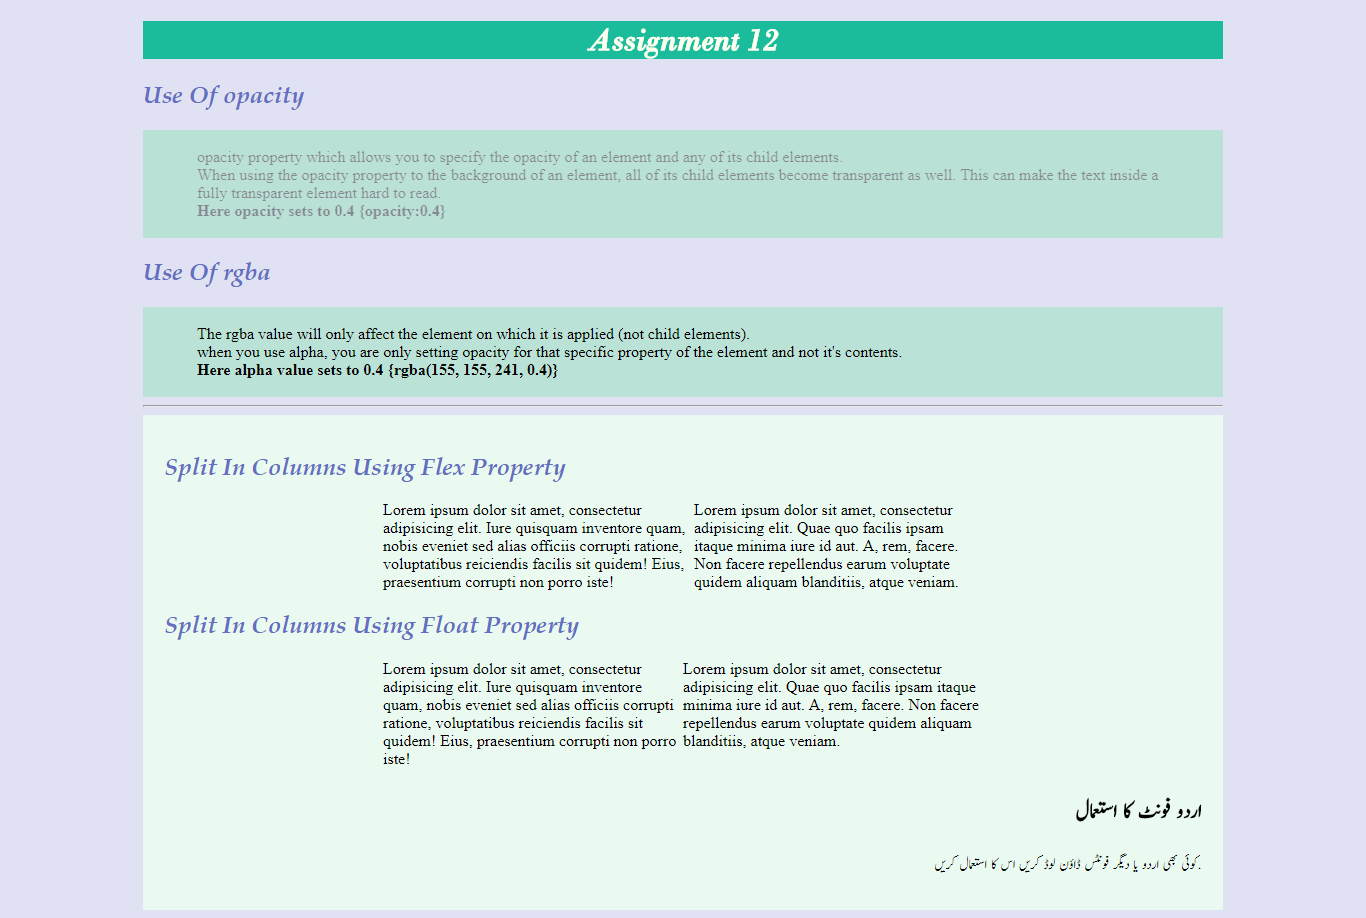 Assignment 12
Use Of opacity
opacity property which allows you to specify the opacity of an element and any of its child elements.
When using the opacity property to the background of an element, all of its child elements become transparent as well. This can make the text inside a
fully transparent element hard to read.
Here opacity sets to 0.4 {opacity:0.4}
Use Of rgba
The rgba value will only affect the element on which it is applied (not child elements).
when you use alpha, you are only setting opacity for that specific property of the element and not it's contents.
Here alpha value sets to 0.4 {rgba(155, 155, 241, 0.4)}
Split In Columns Using Flex Property
Lorem ipsum dolor sit amet, consectetur
adipisicing elit. Iure quisquam inventore quam,
nobis eveniet sed alias officiis corrupti ratione,
voluptatibus reiciendis facilis sit quidem! Eius,
praesentium corrupti non porro iste!
Lorem ipsum dolor sit amet, consectetur
adipisicing elit. Quae quo facilis ipsam
itaque minima iure id aut. A, rem, facere.
Non facere repellendus earum voluptate
quidem aliquam blanditiis, atque veniam.
Split In Columns Using Float Property
Lorem ipsum dolor sit amet, consectetur
adipisicing elit. Iure quisquam inventore
quam, nobis eveniet sed alias officiis corrupti
ratione, voluptatibus reiciendis facilis sit
quidem! Eius, praesentium corrupti non porro
iste!
Lorem ipsum dolor sit amet, consectetur
adipisicing elit. Quae quo facilis ipsam itaque
minima iure id aut. A, rem, facere. Non facere
repellendus earum voluptate quidem aliquam
blanditiis, atque veniam.
اردو فونٹ کا استعمال
.کوئی بھی اردو یا دیگر فونٹس ڈاؤن لوڈ کریں اس کا استعمال کریں